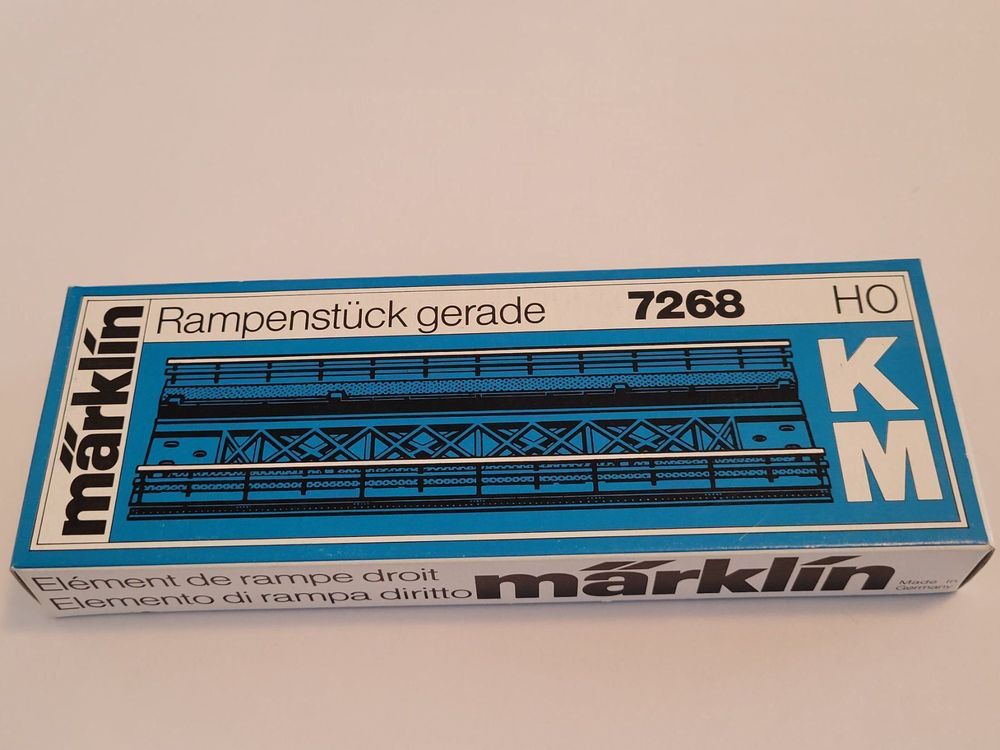 märklin
Rampenstück gerade 7268 HO
K
M
Elément de rampe droit
Elemento di rampa diritto
märklin
Made in
Germany